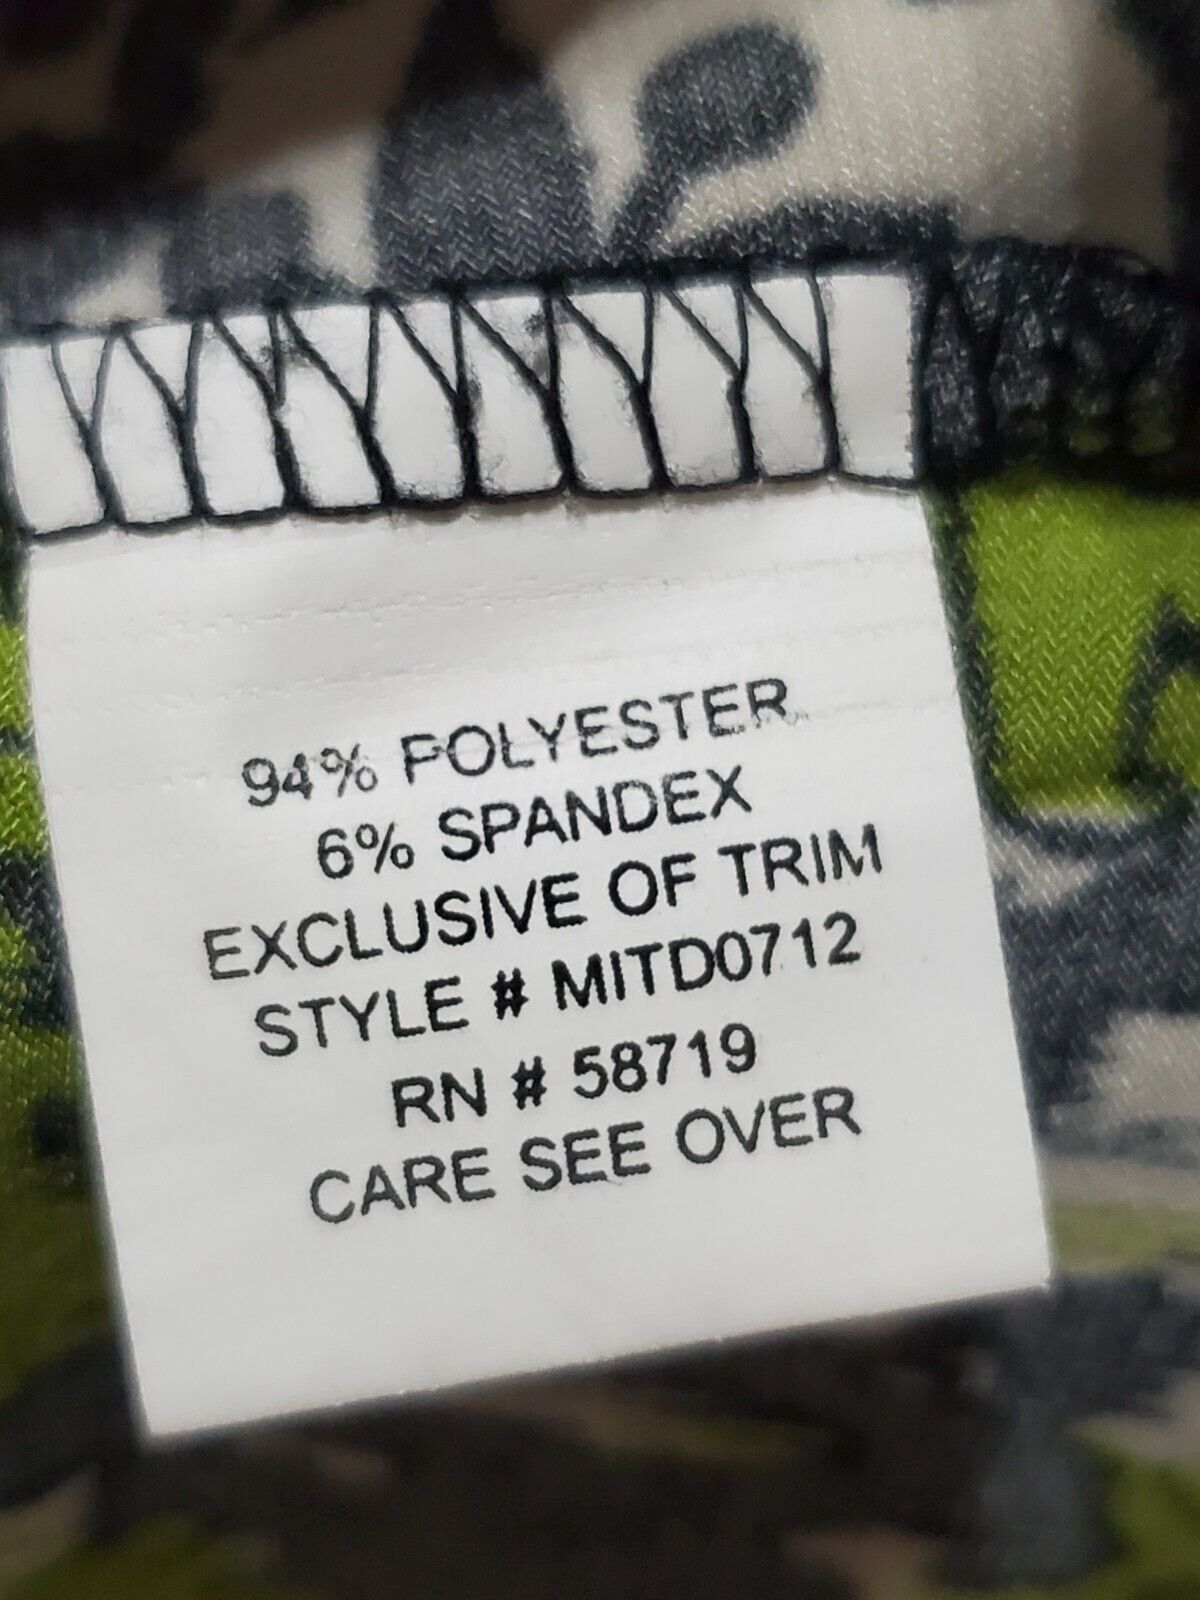 94% POLYESTER
6% SPANDEX
EXCLUSIVE OF TRIM
STYLE # MITD0712
RN # 58719
CARE SEE OVER